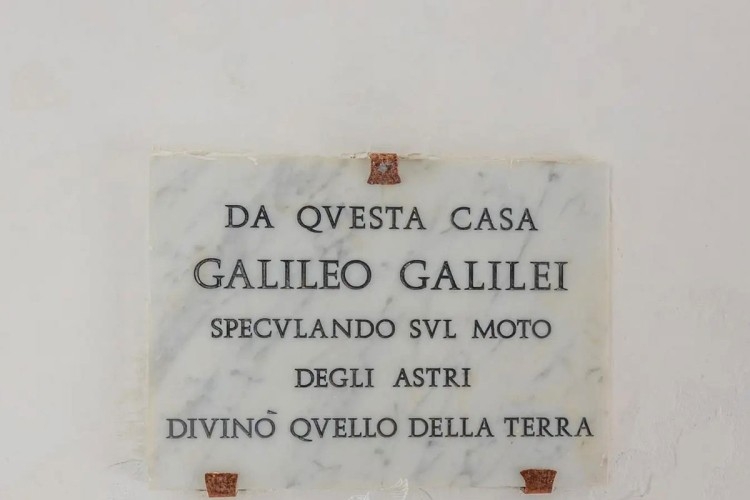 DA QVESTA CASA
GALILEO GALILEI
SPECVLANDO SVL MOTO
DEGLI ASTRI
DIVINÒ QVELLO DELLA TERRA